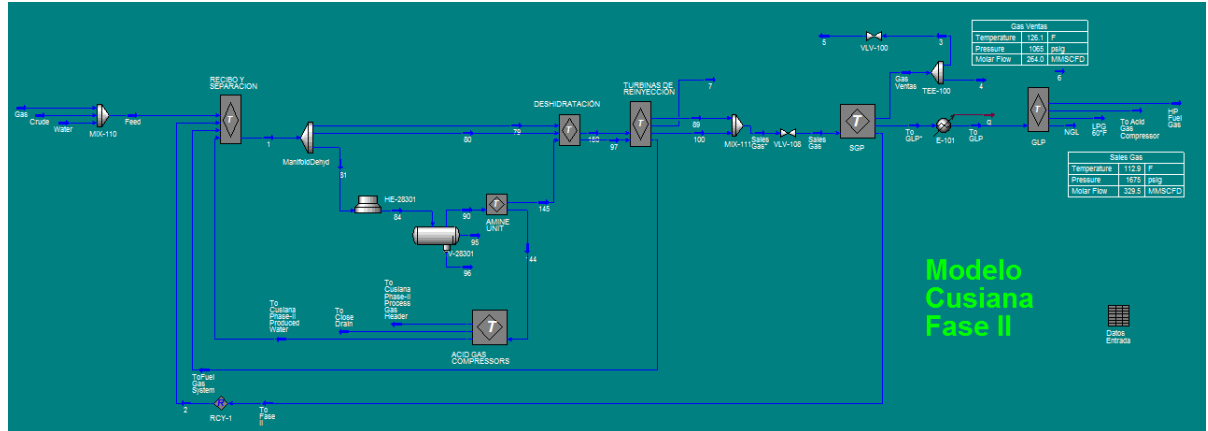 Gas Ventas
Temperature 126.1 F
Pressure 1065 psig
Molar Flow 264.0 MMSCFD
5
VLV-100
3
Gas
Ventas
TEE-100
4
6
RECIBO Y
SEPARACION
TURBINAS DE
REINYECCIÓN
7
DESHIDRATACIÓN
Gas
Crude
Water
MIX-110
Feed
1
ManifoldDehyd
79
80
97
89
100
MIX-111
Sales
Gas*
VLV-108
Sales
Gas
SGP
To
GLP*
E-101
q
To
GLP
GLP
NGL
LPG
60°F
To Acid
Gas
Compressor
HP
Fuel
Gas
Sales Gas
Temperature 112.9 F
Pressure 1675 psig
Molar Flow 329.5 MMSCFD
HE-28301
84
90
AMINE
UNIT
145
V-28301
95
96
144
To
Cusiana
Phase-II
Produced
Water
To
Close
Drain
To
Cusiana
Phase-II
Process
Gas
Header
ACID GAS
COMPRESSORS
Modelo
Cusiana
Fase II
Datos
Entrada
ToFuel
Gas
System
2
RCY-1
To
Fase
II